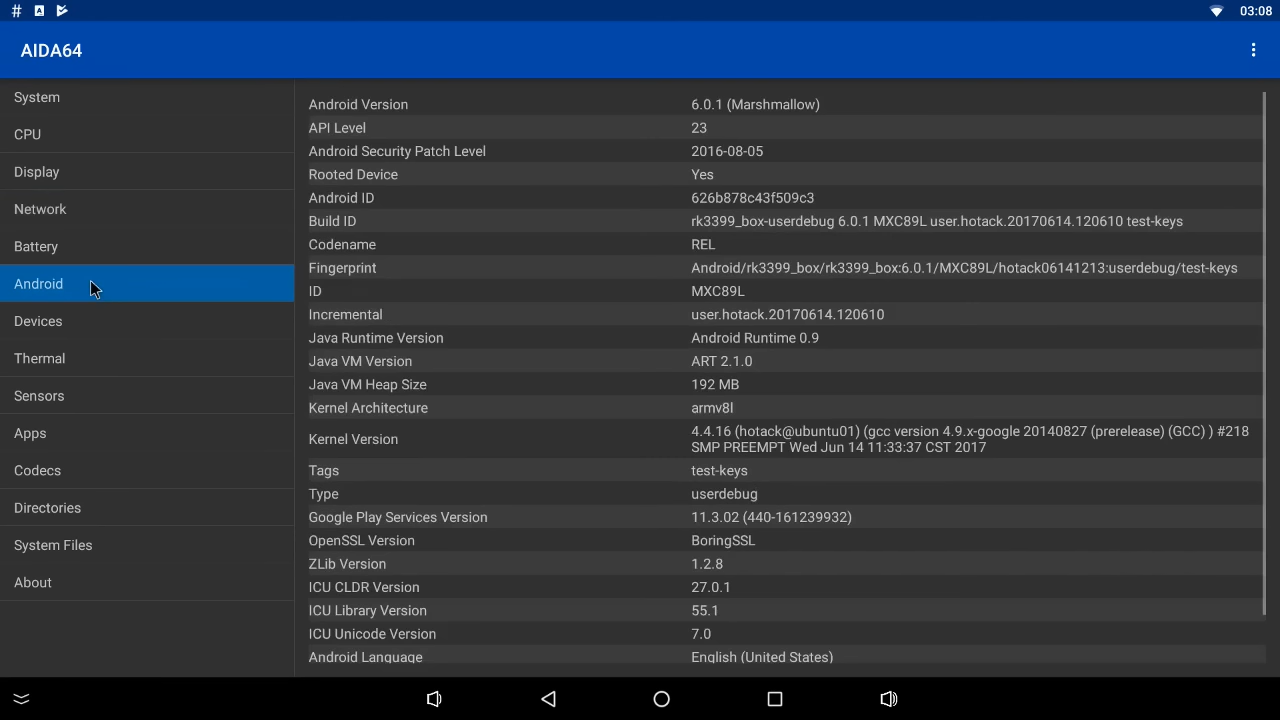 03:08
AIDA64
System
CPU
Display
Network
Battery
Android
Devices
Thermal
Sensors
Apps
Codecs
Directories
System Files
About
Android Version 6.0.1 (Marshmallow)
API Level 23
Android Security Patch Level 2016-08-05
Rooted Device Yes
Android ID 626b878c43f509c3
Build ID rk3399_box-userdebug 6.0.1 MXC89L user.hotack.20170614.120610 test-keys
Codename REL
Fingerprint Android/rk3399_box/rk3399_box:6.0.1/MXC89L/hotack06141213:userdebug/test-keys
ID MXC89L
Incremental user.hotack.20170614.120610
Java Runtime Version Android Runtime 0.9
Java VM Version ART 2.1.0
Java VM Heap Size 192 MB
Kernel Architecture armv8l
Kernel Version 4.4.16 (hotack@ubuntu01) (gcc version 4.9.x-google 20140827 (prerelease) (GCC) ) #218
SMP PREEMPT Wed Jun 14 11:33:37 CST 2017
Tags test-keys
Type userdebug
Google Play Services Version 11.3.02 (440-161239932)
OpenSSL Version BoringSSL
ZLib Version 1.2.8
ICU CLDR Version 27.0.1
ICU Library Version 55.1
ICU Unicode Version 7.0
Android Language English (United States)